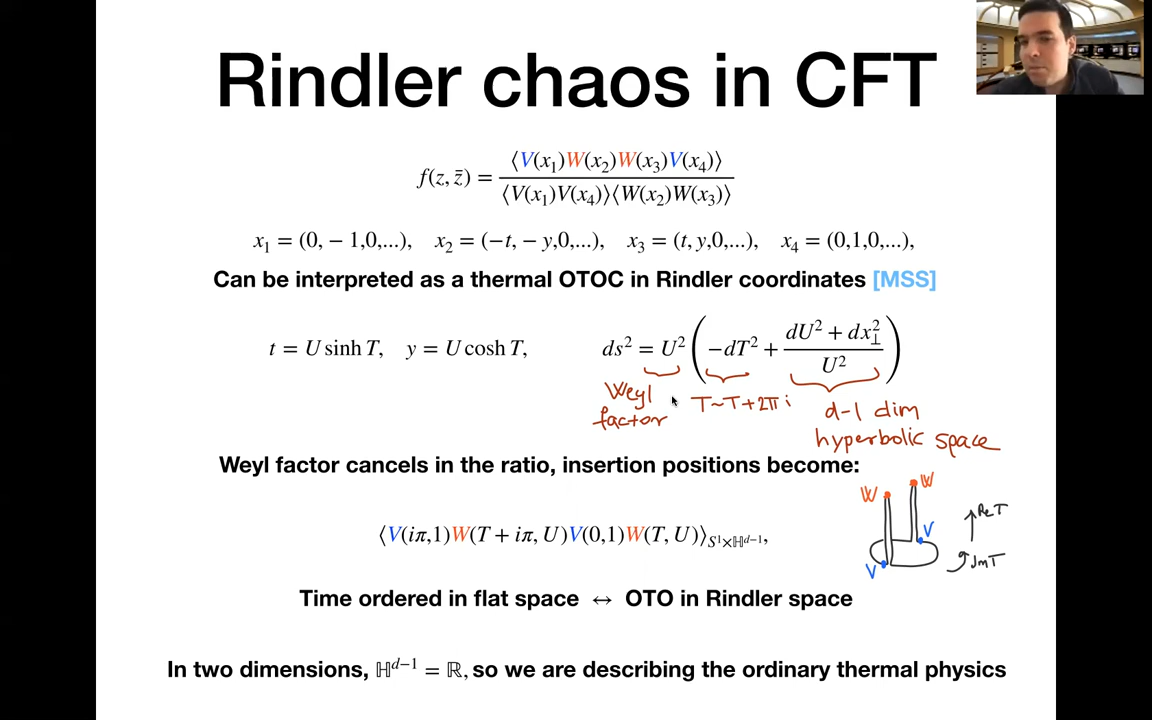 Rindler chaos in CFT
f(z, z̄) = ⟨V(x₁)W(x₂)W(x₃)V(x₄)⟩ / ⟨V(x₁)V(x₄)⟩⟨W(x₂)W(x₃)⟩
x₁ = (0, − 1,0,...), x₂ = (−t, − y,0,...), x₃ = (t, y,0,...), x₄ = (0,1,0,...),
Can be interpreted as a thermal OTOC in Rindler coordinates [MSS]
t = U sinh T, y = U cosh T, ds² = U² (−dT² + (dU² + dx⊥²) / U²)
Weyl factor
T~T+2πi
d-1 dim
hyperbolic space
Weyl factor cancels in the ratio, insertion positions become:
W W
ReT
⟨V(iπ,1)W(T + iπ, U)V(0,1)W(T, U)⟩_{S¹×ℍ^{d−1}},
V
V
ImT
Time ordered in flat space ↔ OTO in Rindler space
In two dimensions, ℍ^{d−1} = ℝ, so we are describing the ordinary thermal physics